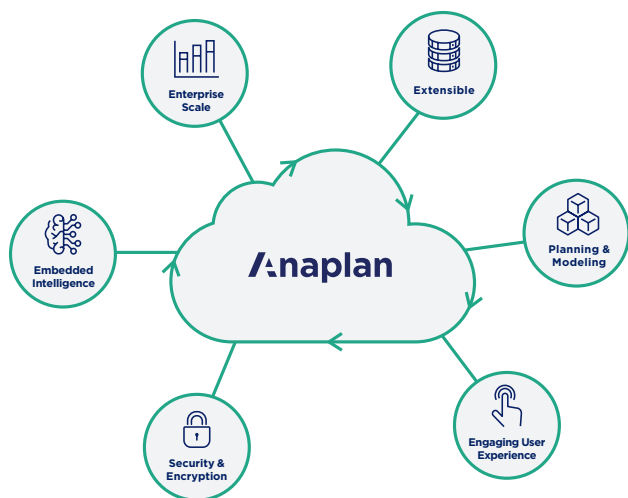 Enterprise
Scale
Extensible
Embedded
Intelligence
Anaplan
Planning &
Modeling
Security &
Encryption
Engaging User
Experience